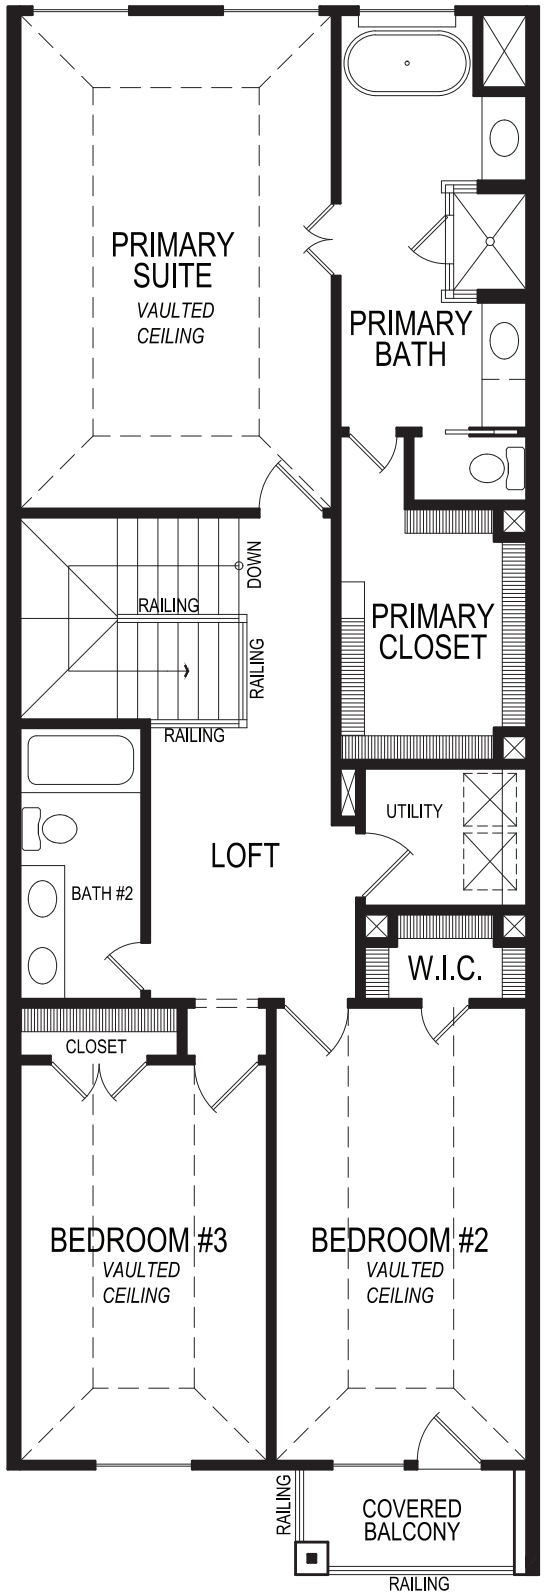 PRIMARY
SUITE
VAULTED
CEILING
PRIMARY
BATH
DOWN
RAILING
RAILING
RAILING
PRIMARY
CLOSET
UTILITY
LOFT
BATH #2
W.I.C.
CLOSET
BEDROOM #3
VAULTED
CEILING
BEDROOM #2
VAULTED
CEILING
RAILING
COVERED
BALCONY
RAILING